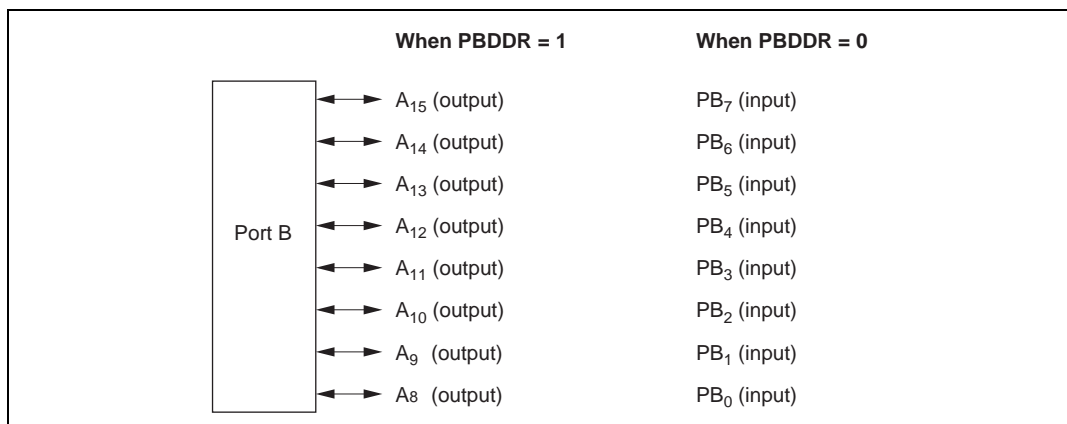 When PBDDR = 1 When PBDDR = 0
A15 (output) PB7 (input)
A14 (output) PB6 (input)
A13 (output) PB5 (input)
Port B A12 (output) PB4 (input)
A11 (output) PB3 (input)
A10 (output) PB2 (input)
A9 (output) PB1 (input)
A8 (output) PB0 (input)